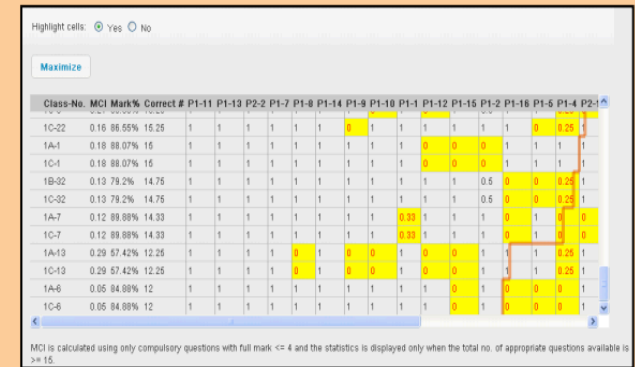 Highlight cells: Yes No
Maximize
Class-No. MCI Mark% Correct # P1-11 P1-13 P2-2 P1-7 P1-8 P1-14 P1-9 P1-10 P1-1 P1-12 P1-15 P1-2 P1-16 P1-5 P1-4 P2-1
1C-22 0.16 86.55% 15.25 1 1 1 1 1 1 0 1 1 1 1 1 1 0 0.25 1
1A-1 0.18 88.07% 15 1 1 1 1 1 1 1 1 1 0 0 0 1 1 1 1
1C-1 0.18 88.07% 15 1 1 1 1 1 1 1 1 1 0 0 0 1 1 1 1
1B-32 0.13 79.2% 14.75 1 1 1 1 1 1 1 1 1 1 1 0.5 0 0 0.25 1
1C-32 0.13 79.2% 14.75 1 1 1 1 1 1 1 1 1 1 1 0.5 0 0 0.25 1
1A-7 0.12 89.88% 14.33 1 1 1 1 1 1 1 1 0.33 1 1 1 0 1 0 0
1C-7 0.12 89.88% 14.33 1 1 1 1 1 1 1 1 0.33 1 1 1 0 1 0 0
1A-13 0.29 57.42% 12.25 1 1 1 1 0 1 0 0 1 0 0 1 1 1 0.25 1
1C-13 0.29 57.42% 12.25 1 1 1 1 0 1 0 0 1 0 0 1 1 1 0.25 1
1A-6 0.05 84.88% 12 1 1 1 1 1 1 1 1 1 1 0 1 0 0 0 1
1C-6 0.05 84.88% 12 1 1 1 1 1 1 1 1 1 1 0 1 0 0 0 1
MCI is calculated using only compulsory questions with full mark <= 4 and the statistics is displayed only when the total no. of appropriate questions available is
>= 15.